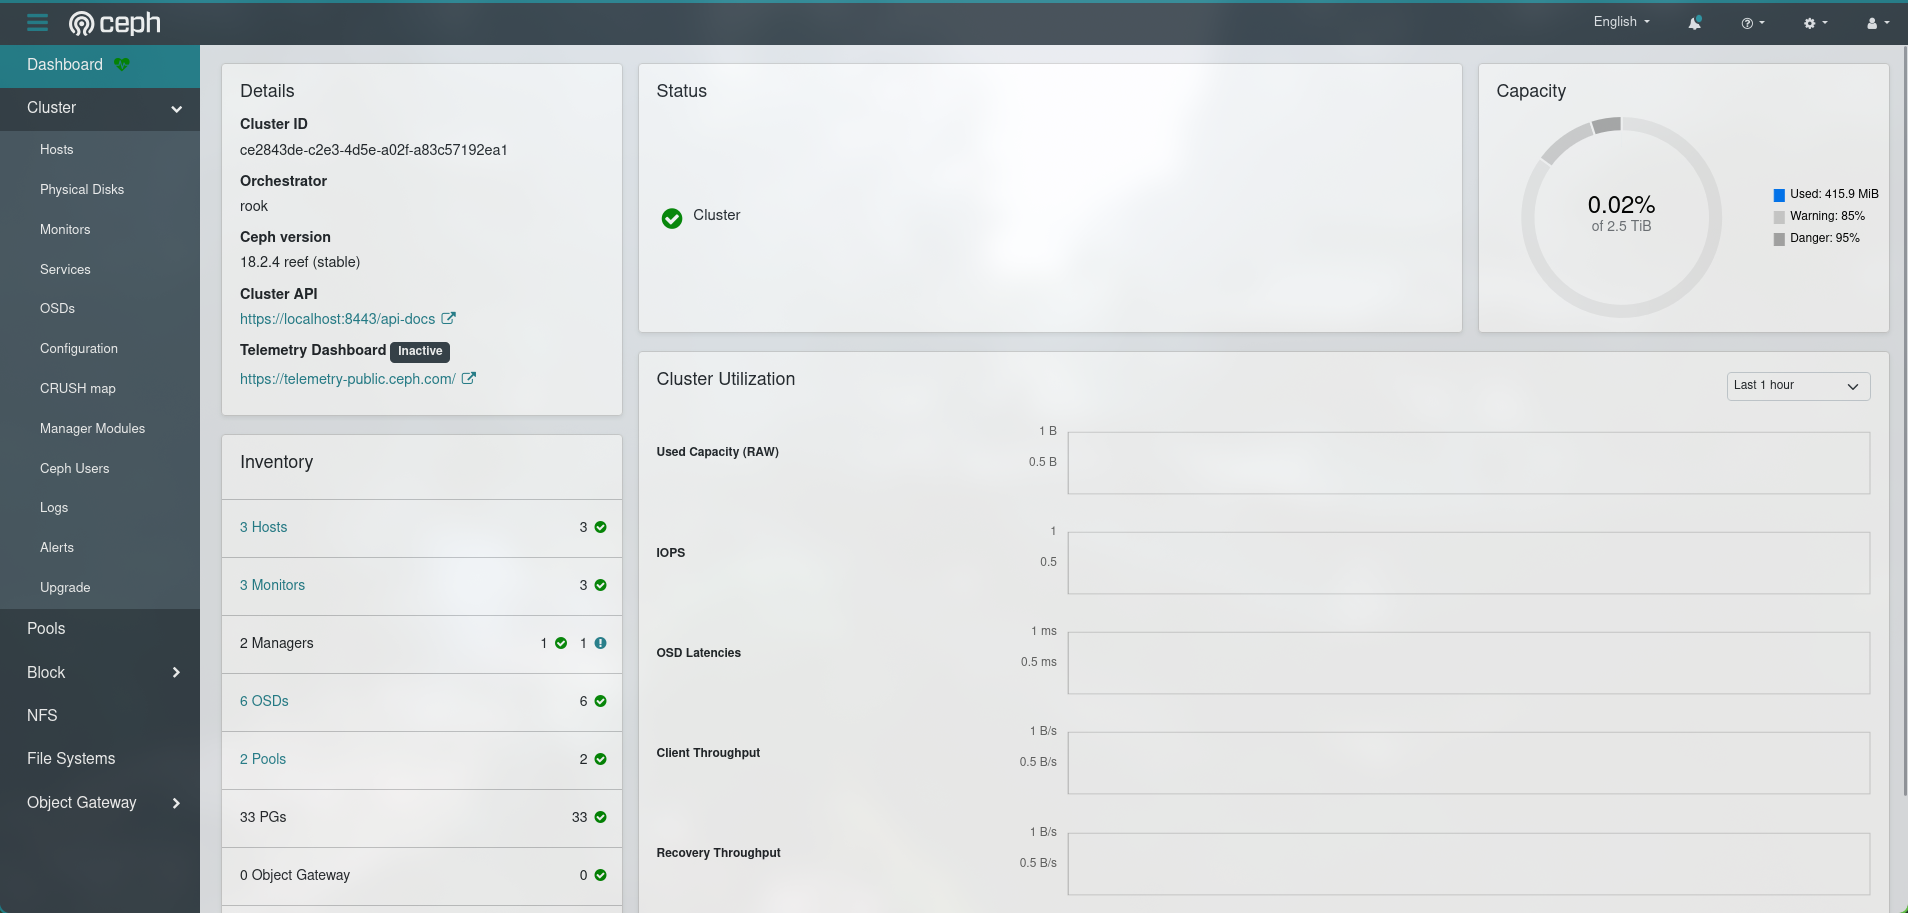 ceph
English
Dashboard
Cluster
Hosts
Physical Disks
Monitors
Services
OSDs
Configuration
CRUSH map
Manager Modules
Ceph Users
Logs
Alerts
Upgrade
Pools
Block
NFS
File Systems
Object Gateway
Details
Cluster ID
ce2843de-c2e3-4d5e-a02f-a83c57192ea1
Orchestrator
rook
Ceph version
18.2.4 reef (stable)
Cluster API
https://localhost:8443/api-docs
Telemetry Dashboard Inactive
https://telemetry-public.ceph.com/
Inventory
3 Hosts 3
3 Monitors 3
2 Managers 1 1
6 OSDs 6
2 Pools 2
33 PGs 33
0 Object Gateway 0
Status
Cluster
Capacity
0.02%
of 2.5 TiB
Used: 415.9 MiB
Warning: 85%
Danger: 95%
Cluster Utilization
Last 1 hour
Used Capacity (RAW)
1 B
0.5 B
IOPS
1
0.5
OSD Latencies
1 ms
0.5 ms
Client Throughput
1 B/s
0.5 B/s
Recovery Throughput
1 B/s
0.5 B/s